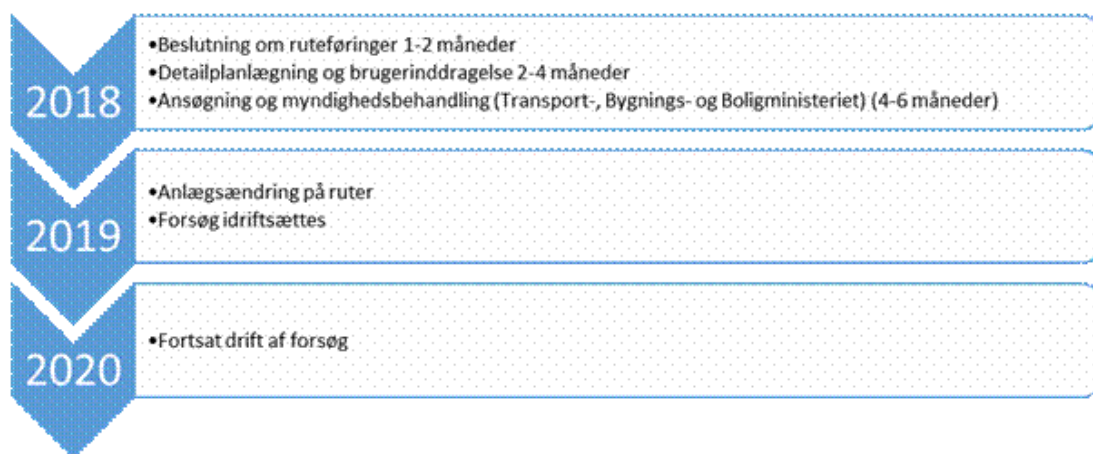 2018
•Beslutning om ruteføringer 1-2 måneder
•Detailplanlægning og brugerinddragelse 2-4 måneder
•Ansøgning og myndighedsbehandling (Transport-, Bygnings- og Boligministeriet) (4-6 måneder)
2019
•Anlægsændring på ruter
•Forsøg idriftsættes
2020
•Fortsat drift af forsøg